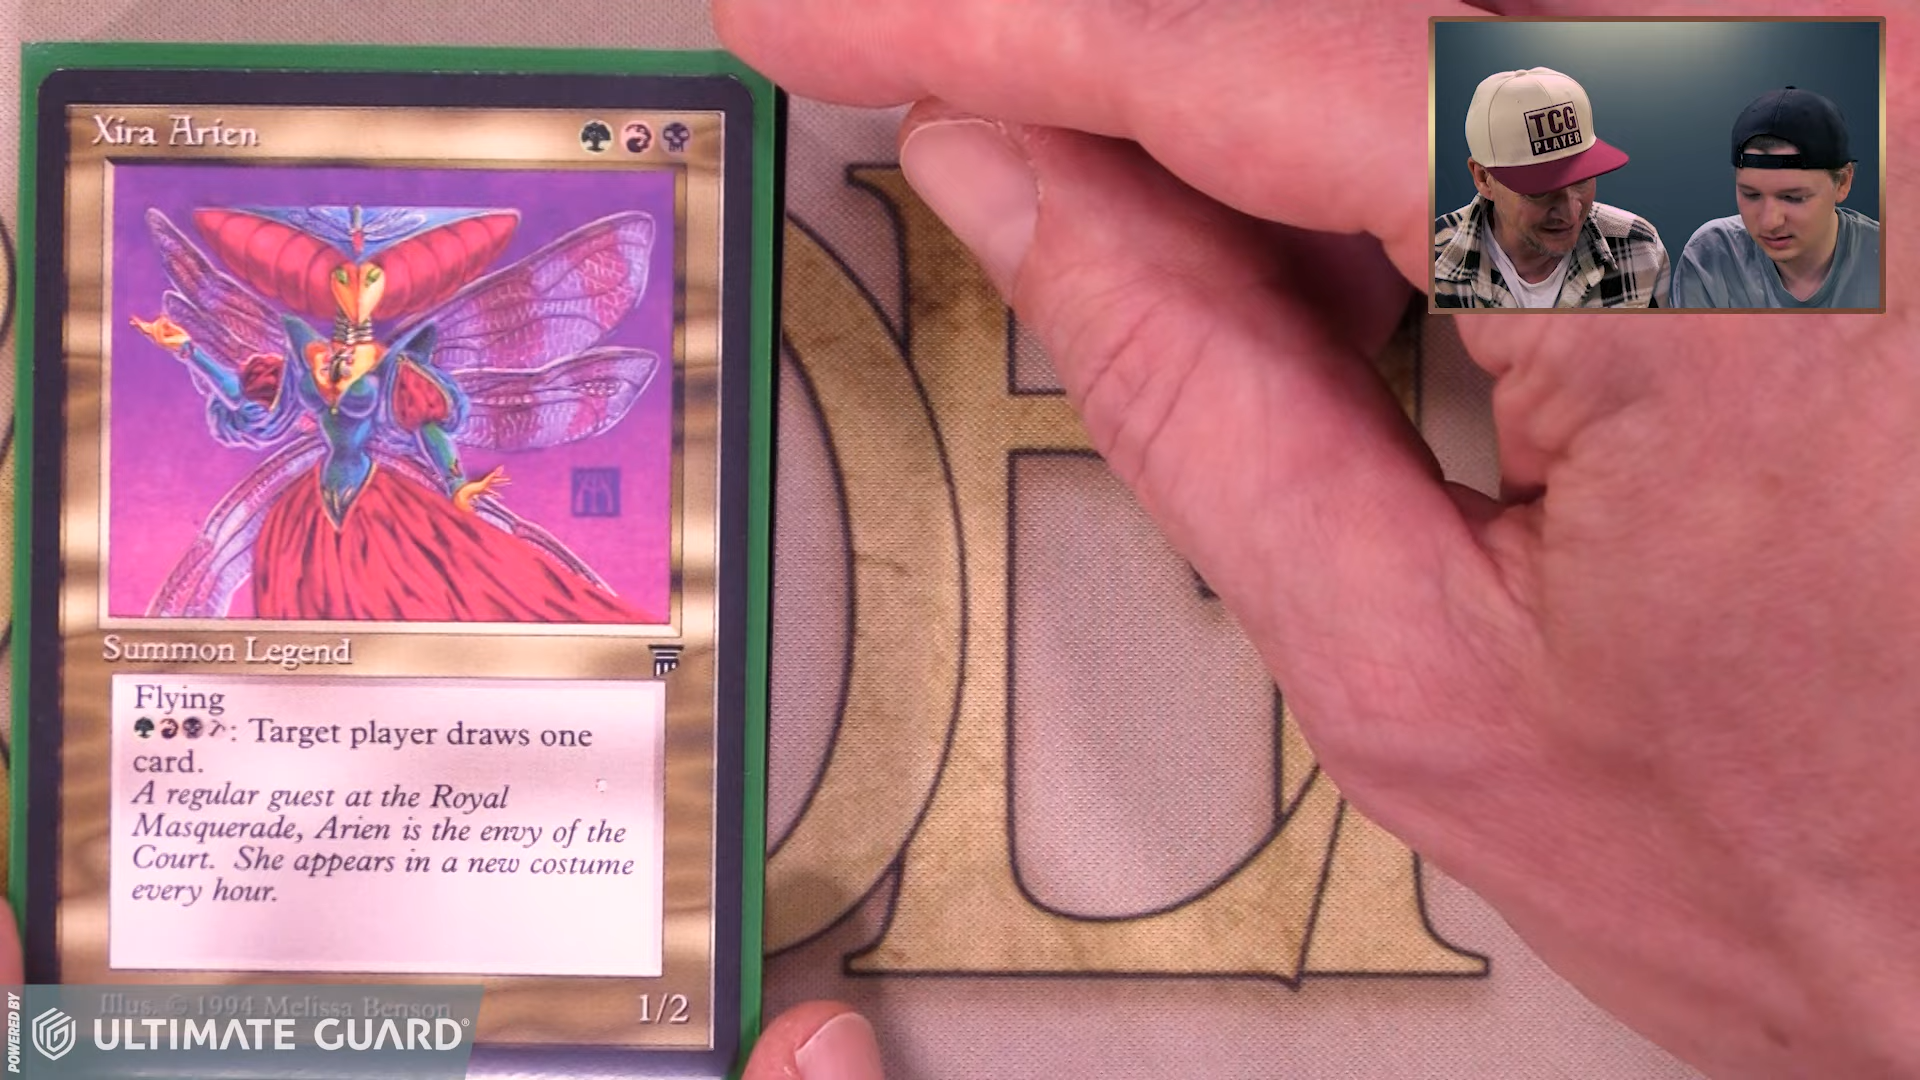 Xira Arien
Summon Legend
Flying
: Target player draws one
card.
A regular guest at the Royal
Masquerade, Arien is the envy of the
Court. She appears in a new costume
every hour.
Illus. © 1994 Melissa Benson
1/2
POWERED BY
ULTIMATE GUARD®
TCG
PLAYER